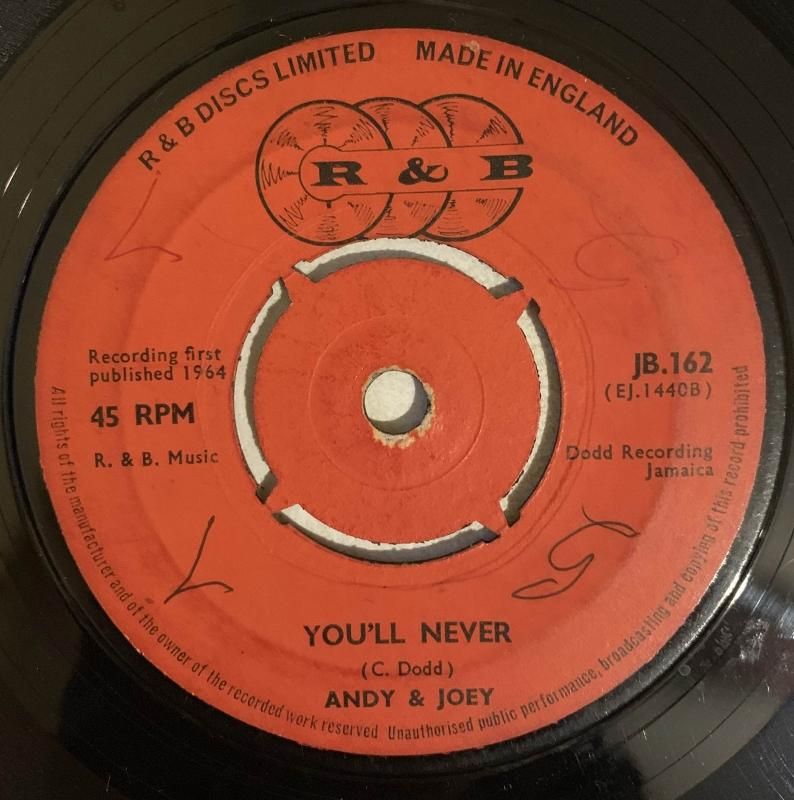 R & B DISCS LIMITED MADE IN ENGLAND
R & B
Recording first
published 1964
45 RPM
R. & B. Music
JB.162
(EJ.1440B)
Dodd Recording
Jamaica
YOU'LL NEVER
(C. Dodd)
ANDY & JOEY
All rights of the manufacturer and of the owner of the recorded work reserved Unauthorised public performance, broadcasting and copying of this record prohibited